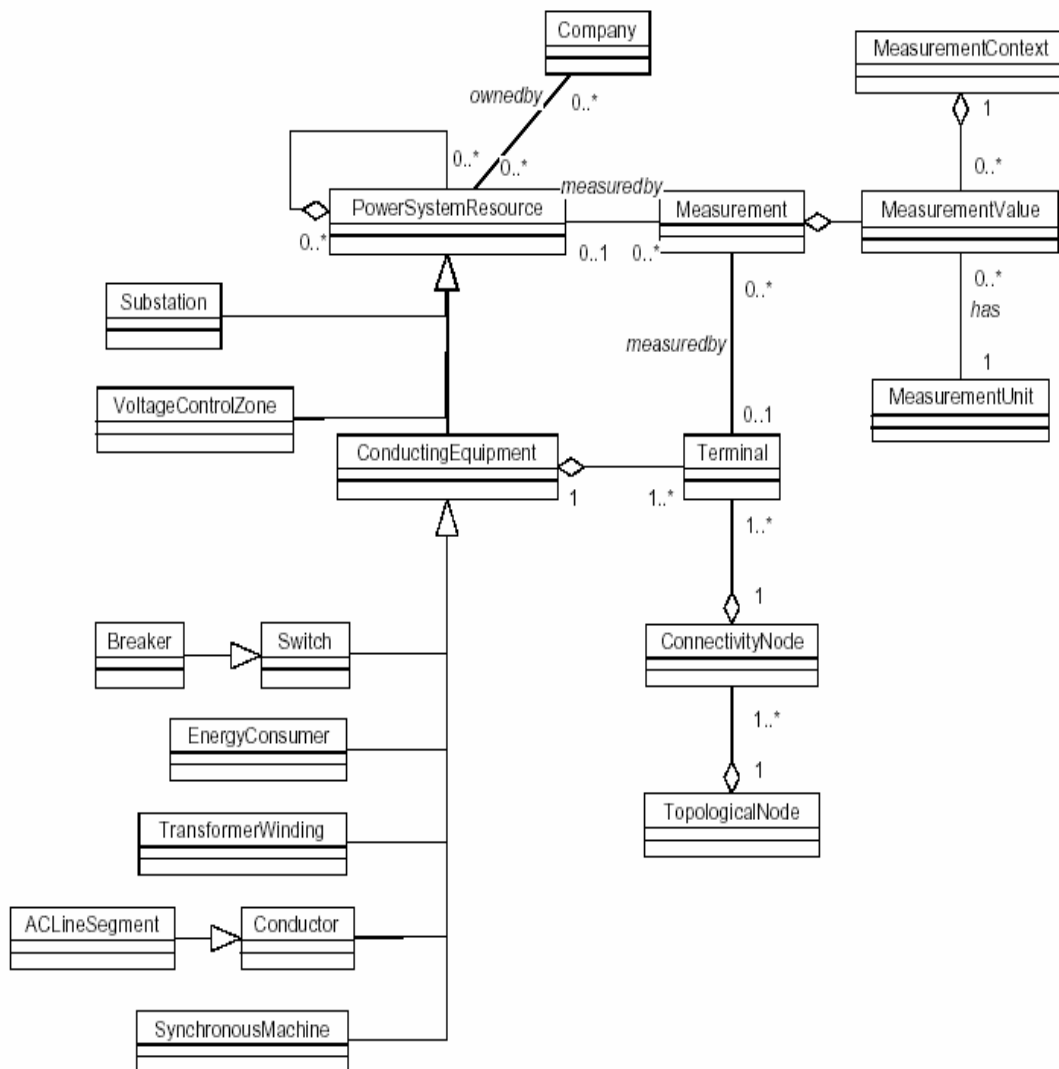 Company
MeasurementContext
ownedby
0..*
1
0..*
0..*
0..*
measuredby
PowerSystemResource
Measurement
MeasurementValue
0..*
0..1
0..*
0..*
0..*
Substation
has
measuredby
1
VoltageControlZone
MeasurementUnit
0..1
ConductingEquipment
Terminal
1
1..*
1..*
1
Breaker
Switch
ConnectivityNode
1..*
EnergyConsumer
1
TopologicalNode
TransformerWinding
ACLineSegment
Conductor
SynchronousMachine